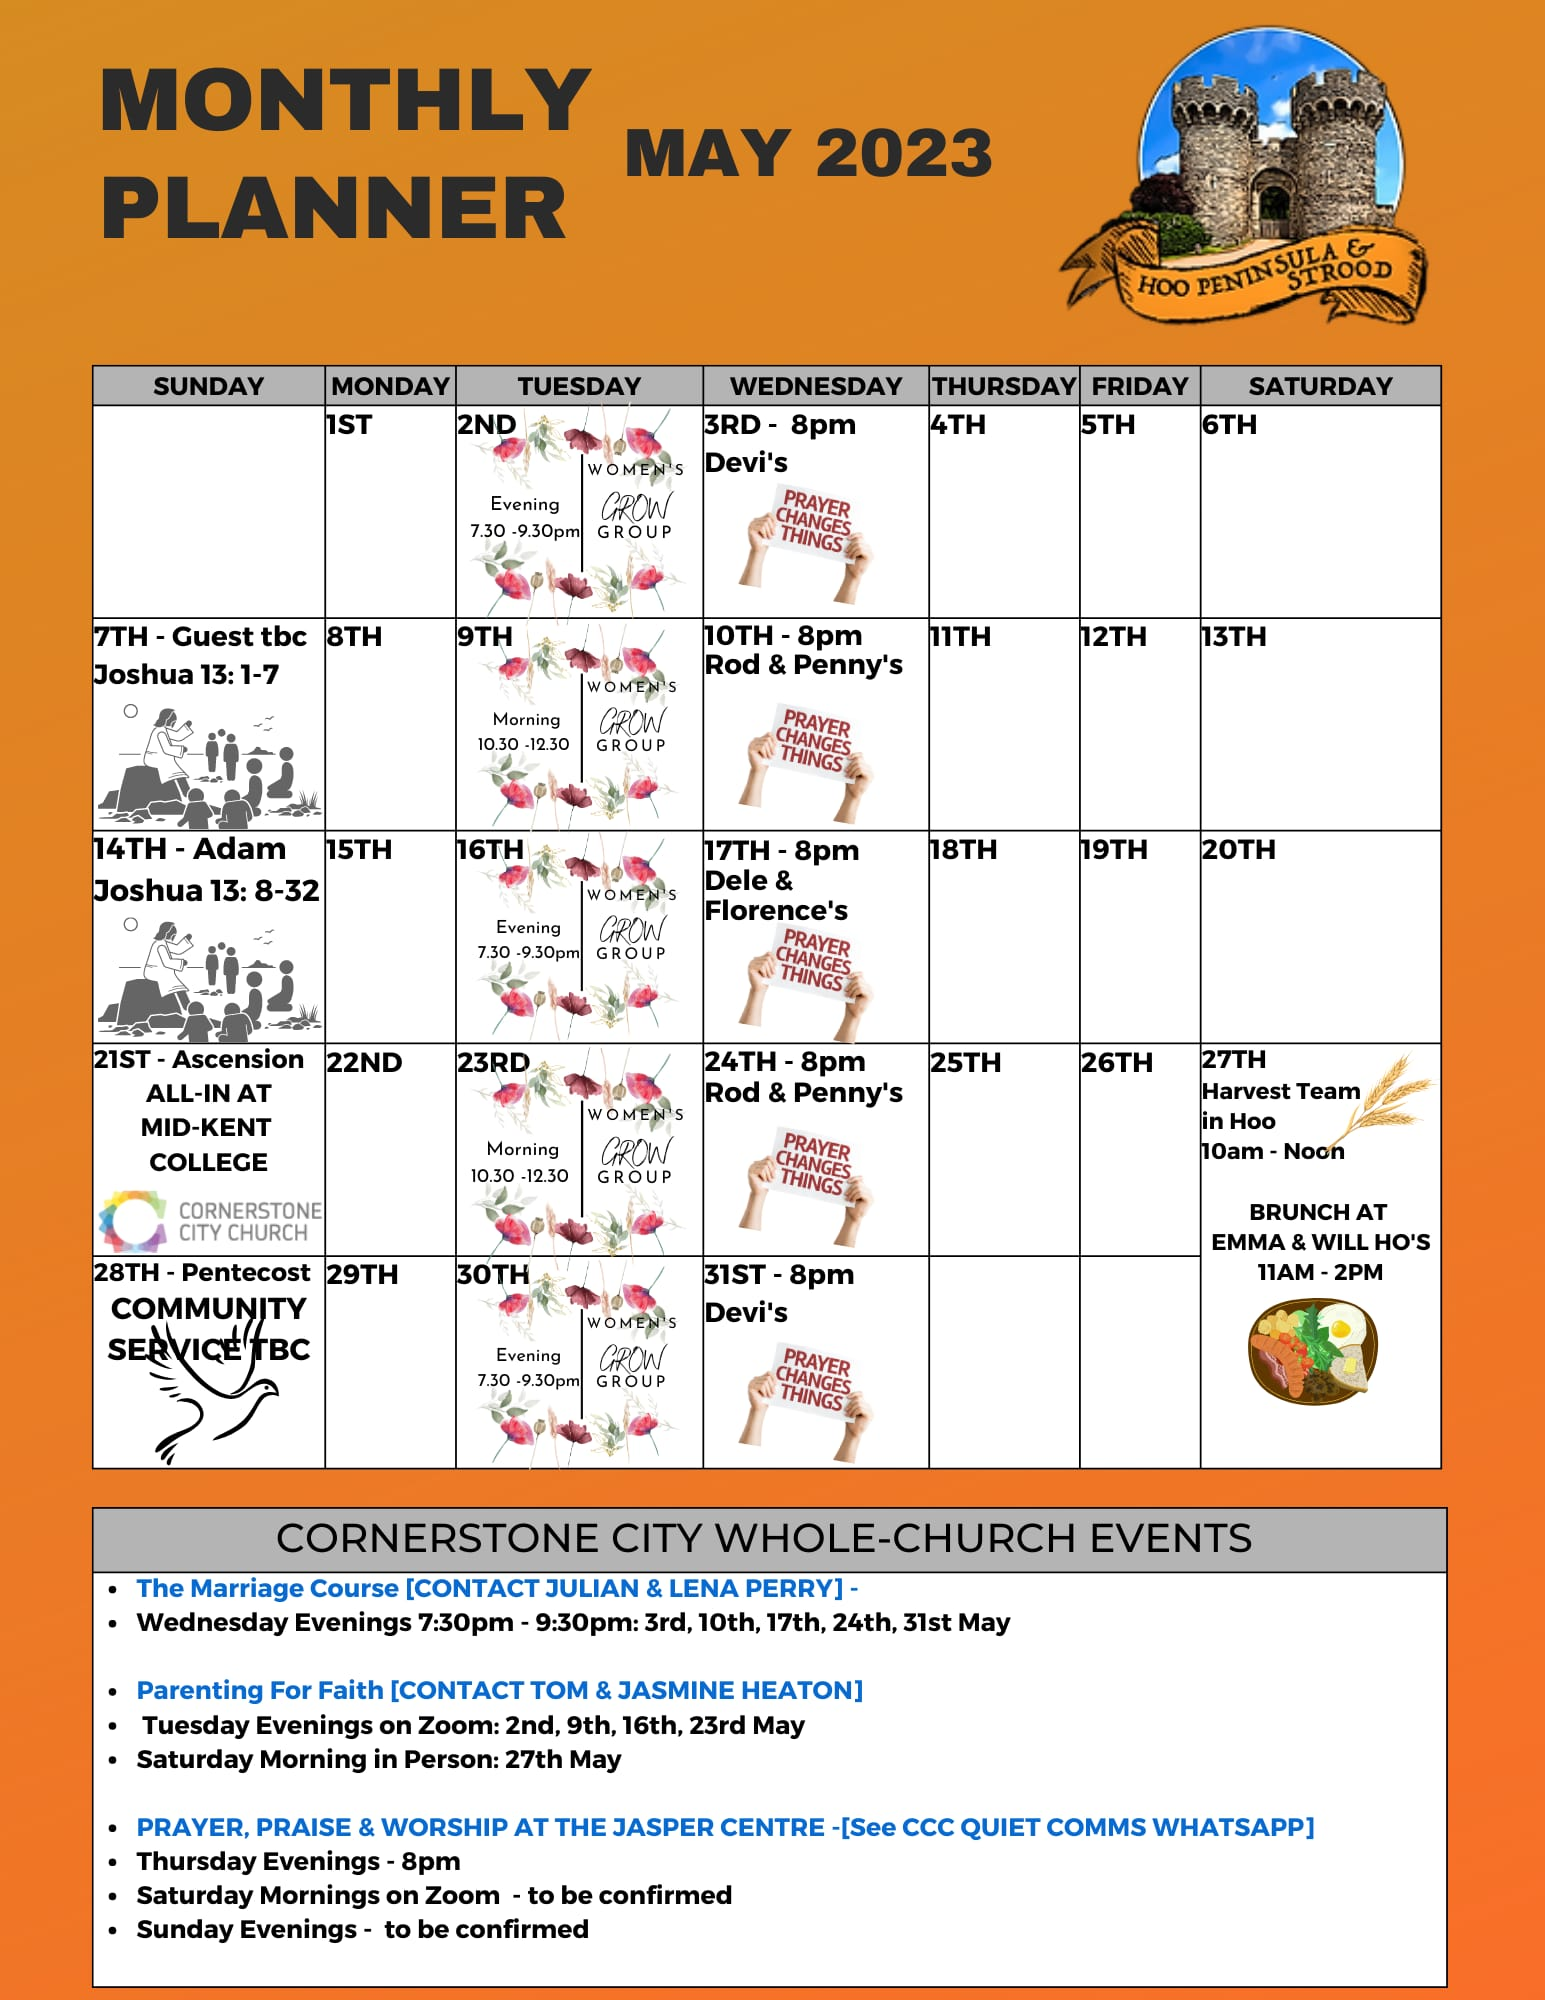 MONTHLY
PLANNER
MAY 2023
HOO PENINSULA &
STROOD
SUNDAY MONDAY TUESDAY WEDNESDAY THURSDAY FRIDAY SATURDAY
1ST
2ND
WOMEN'S
Evening
7.30 -9.30pm
GROW
GROUP
3RD - 8pm
Devi's
PRAYER
CHANGES
THINGS
4TH
5TH
6TH
7TH - Guest tbc
Joshua 13: 1-7
8TH
9TH
WOMEN'S
Morning
10.30 -12.30
GROW
GROUP
10TH - 8pm
Rod & Penny's
PRAYER
CHANGES
THINGS
11TH
12TH
13TH
14TH - Adam
Joshua 13: 8-32
15TH
16TH
WOMEN'S
Evening
7.30 -9.30pm
GROW
GROUP
17TH - 8pm
Dele &
Florence's
PRAYER
CHANGES
THINGS
18TH
19TH
20TH
21ST - Ascension
ALL-IN AT
MID-KENT
COLLEGE
CORNERSTONE
CITY CHURCH
22ND
23RD
WOMEN'S
Morning
10.30 -12.30
GROW
GROUP
24TH - 8pm
Rod & Penny's
PRAYER
CHANGES
THINGS
25TH
26TH
27TH
Harvest Team
in Hoo
10am - Noon
BRUNCH AT
EMMA & WILL HO'S
11AM - 2PM
28TH - Pentecost
COMMUNITY
SERVICE TBC
29TH
30TH
WOMEN'S
Evening
7.30 -9.30pm
GROW
GROUP
31ST - 8pm
Devi's
PRAYER
CHANGES
THINGS
CORNERSTONE CITY WHOLE-CHURCH EVENTS
• The Marriage Course [CONTACT JULIAN & LENA PERRY] -
• Wednesday Evenings 7:30pm - 9:30pm: 3rd, 10th, 17th, 24th, 31st May
• Parenting For Faith [CONTACT TOM & JASMINE HEATON]
• Tuesday Evenings on Zoom: 2nd, 9th, 16th, 23rd May
• Saturday Morning in Person: 27th May
• PRAYER, PRAISE & WORSHIP AT THE JASPER CENTRE -[See CCC QUIET COMMS WHATSAPP]
• Thursday Evenings - 8pm
• Saturday Mornings on Zoom - to be confirmed
• Sunday Evenings - to be confirmed